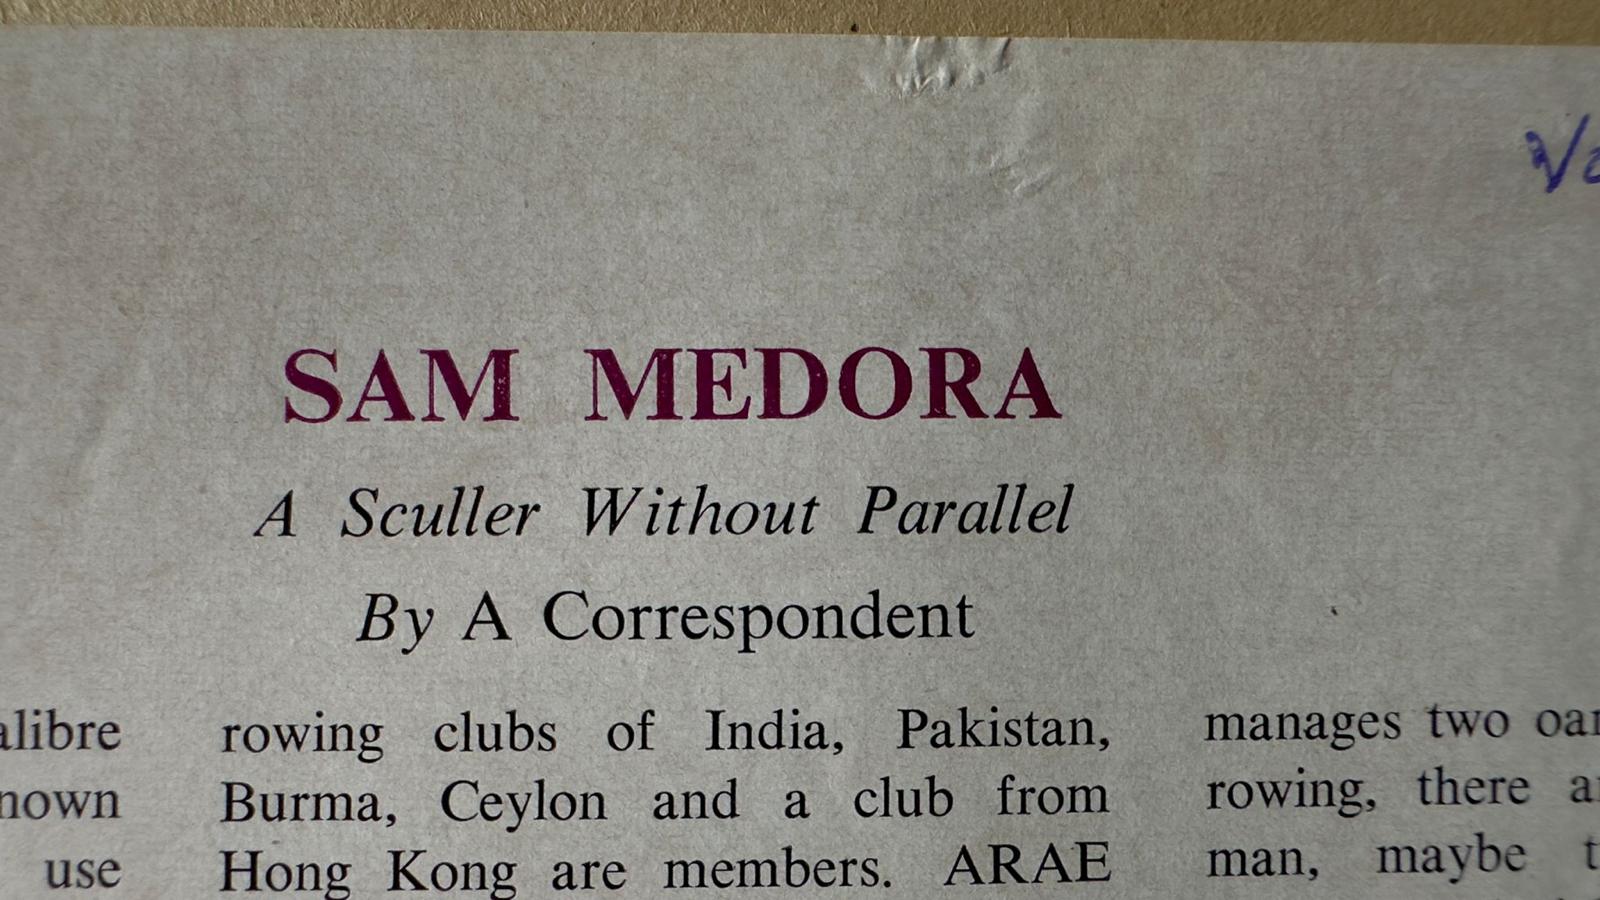 SAM MEDORA
A Sculler Without Parallel
By A Correspondent
use
rowing clubs of India, Pakistan,
Burma, Ceylon and a club from
Hong Kong are members. ARAE
manages two
rowing, there
man, maybe